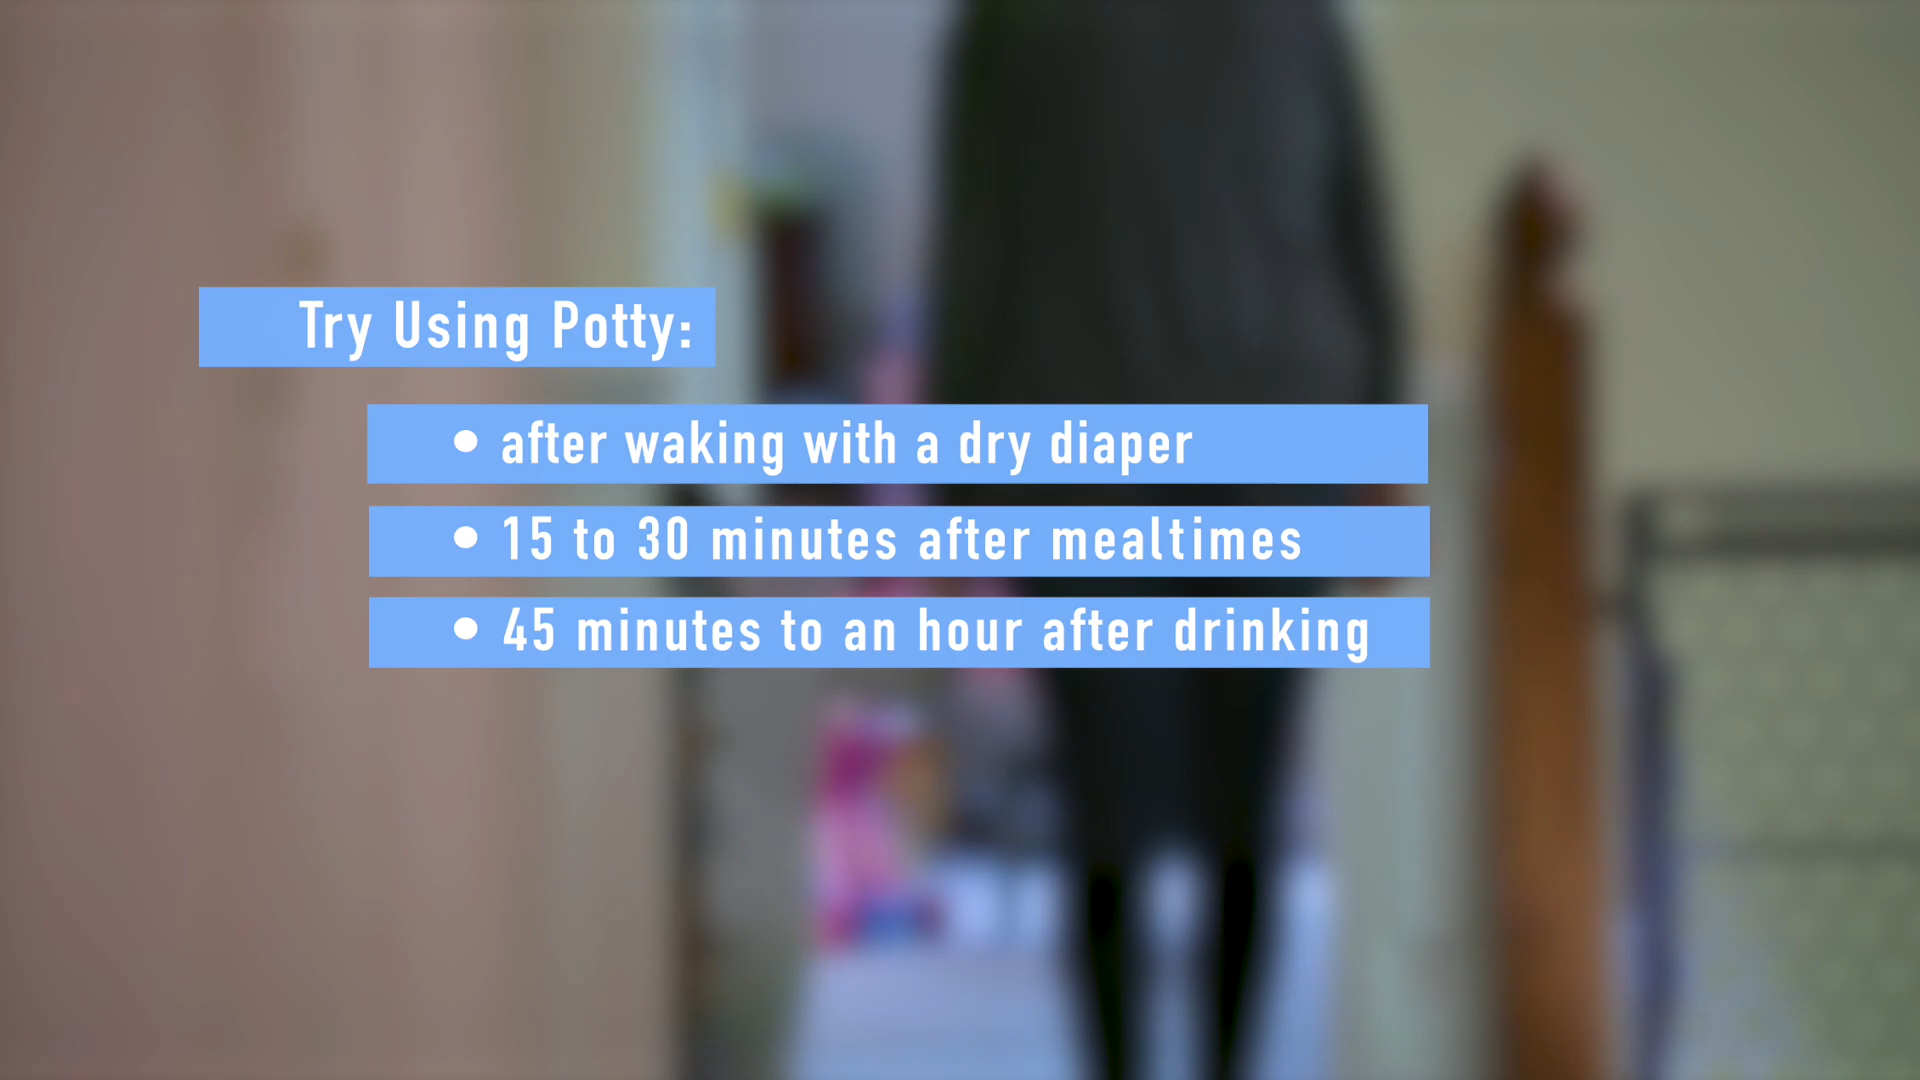 Try Using Potty:
• after waking with a dry diaper
• 15 to 30 minutes after mealtimes
• 45 minutes to an hour after drinking